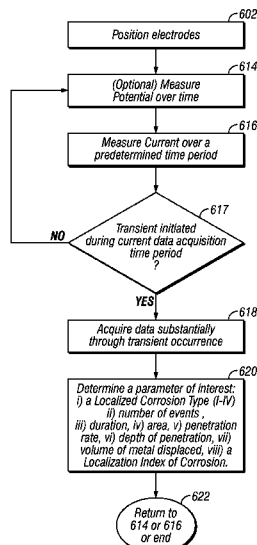 602
Position electrodes
614
(Optional) Measure
Potential over time
616
Measure Current over a
predetermined time period
617
Transient initiated
during current data acquisition
time period
?
NO
YES
618
Acquire data substantially
through transient occurrence
620
Determine a parameter of interest:
i) a Localized Corrosion Type (I-IV)
ii) number of events ,
iii) duration, iv) area, v) penetration
rate, vi) depth of penetration, vii)
volume of metal displaced, viii) a
Localization Index of Corrosion.
622
Return to
614 or 616
or end